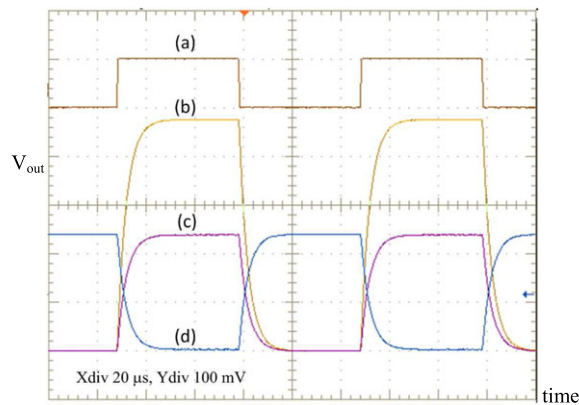 (a)
(b)
V_out
(c)
(d)
Xdiv 20 µs, Ydiv 100 mV
time